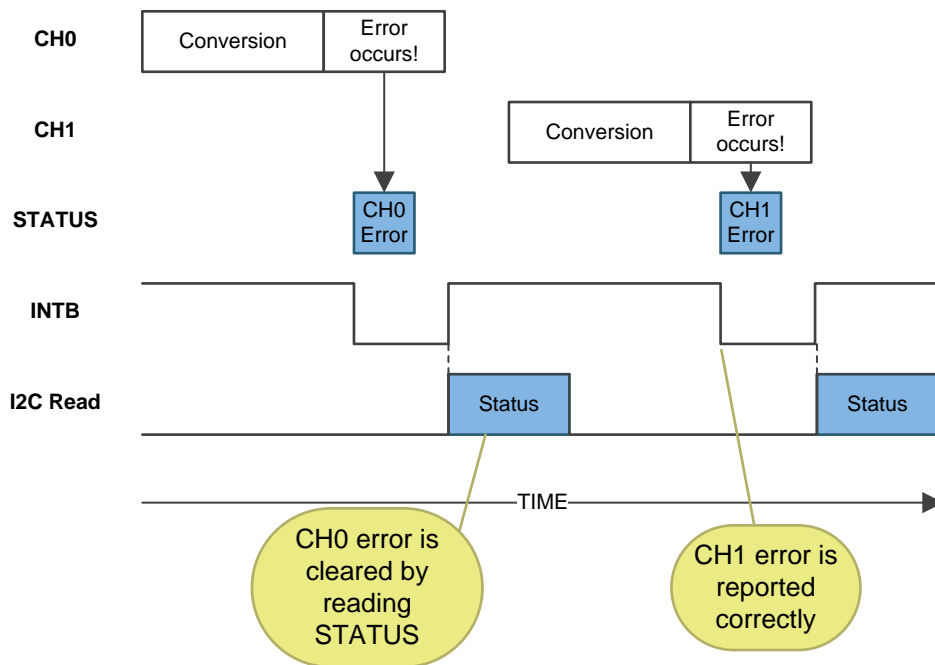 CH0
Conversion
Error
occurs!
CH1
Conversion
Error
occurs!
STATUS
CH0
Error
CH1
Error
INTB
I2C Read
Status
Status
TIME
CH0 error is
cleared by
reading
STATUS
CH1 error is
reported
correctly